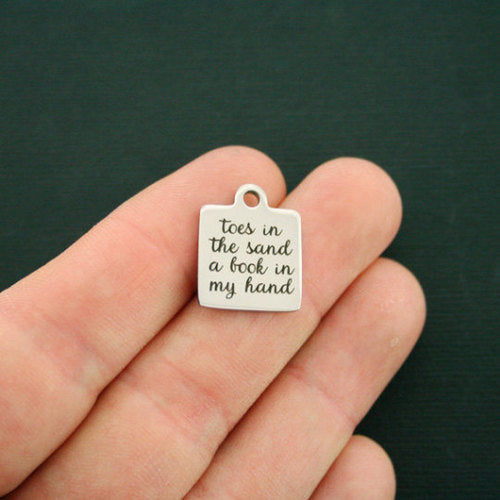 toes in
the sand
a book in
my hand